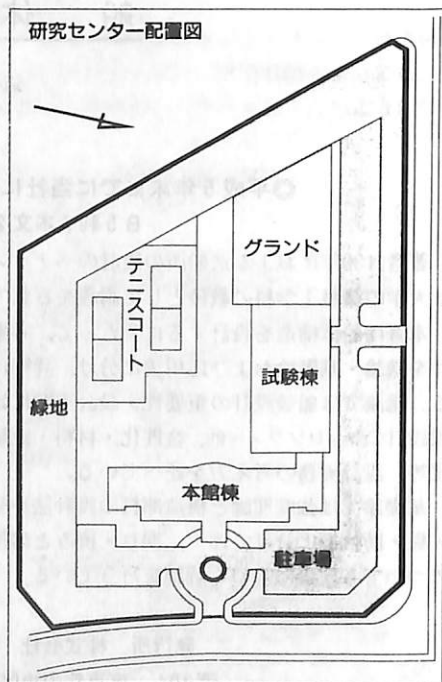 研究センター配置図
グランド
テニスコート
試験棟
緑地
本館棟
駐車場